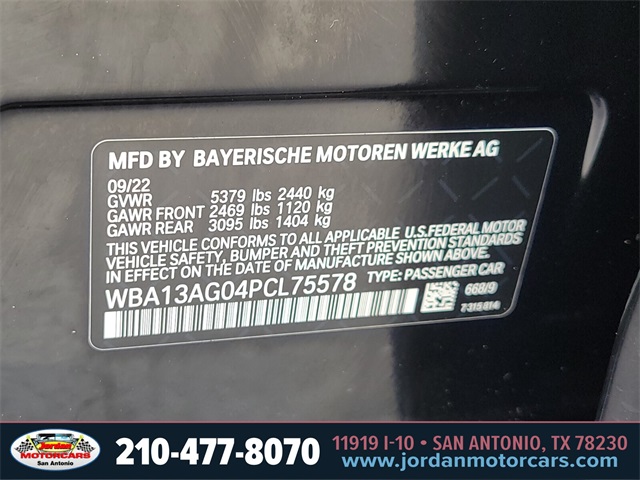 MFD BY BAYERISCHE MOTOREN WERKE AG
09/22
GVWR 5379 lbs 2440 kg
GAWR FRONT 2469 lbs 1120 kg
GAWR REAR 3095 lbs 1404 kg
THIS VEHICLE CONFORMS TO ALL APPLICABLE U.S.FEDERAL MOTOR
VEHICLE SAFETY, BUMPER AND THEFT PREVENTION STANDARDS
IN EFFECT ON THE DATE OF MANUFACTURE SHOWN ABOVE.
WBA13AG04PCL75578 TYPE: PASSENGER CAR
668/9
7315814
Jordan
MOTORCARS
San Antonio
210-477-8070
11919 I-10 • SAN ANTONIO, TX 78230
www.jordanmotorcars.com